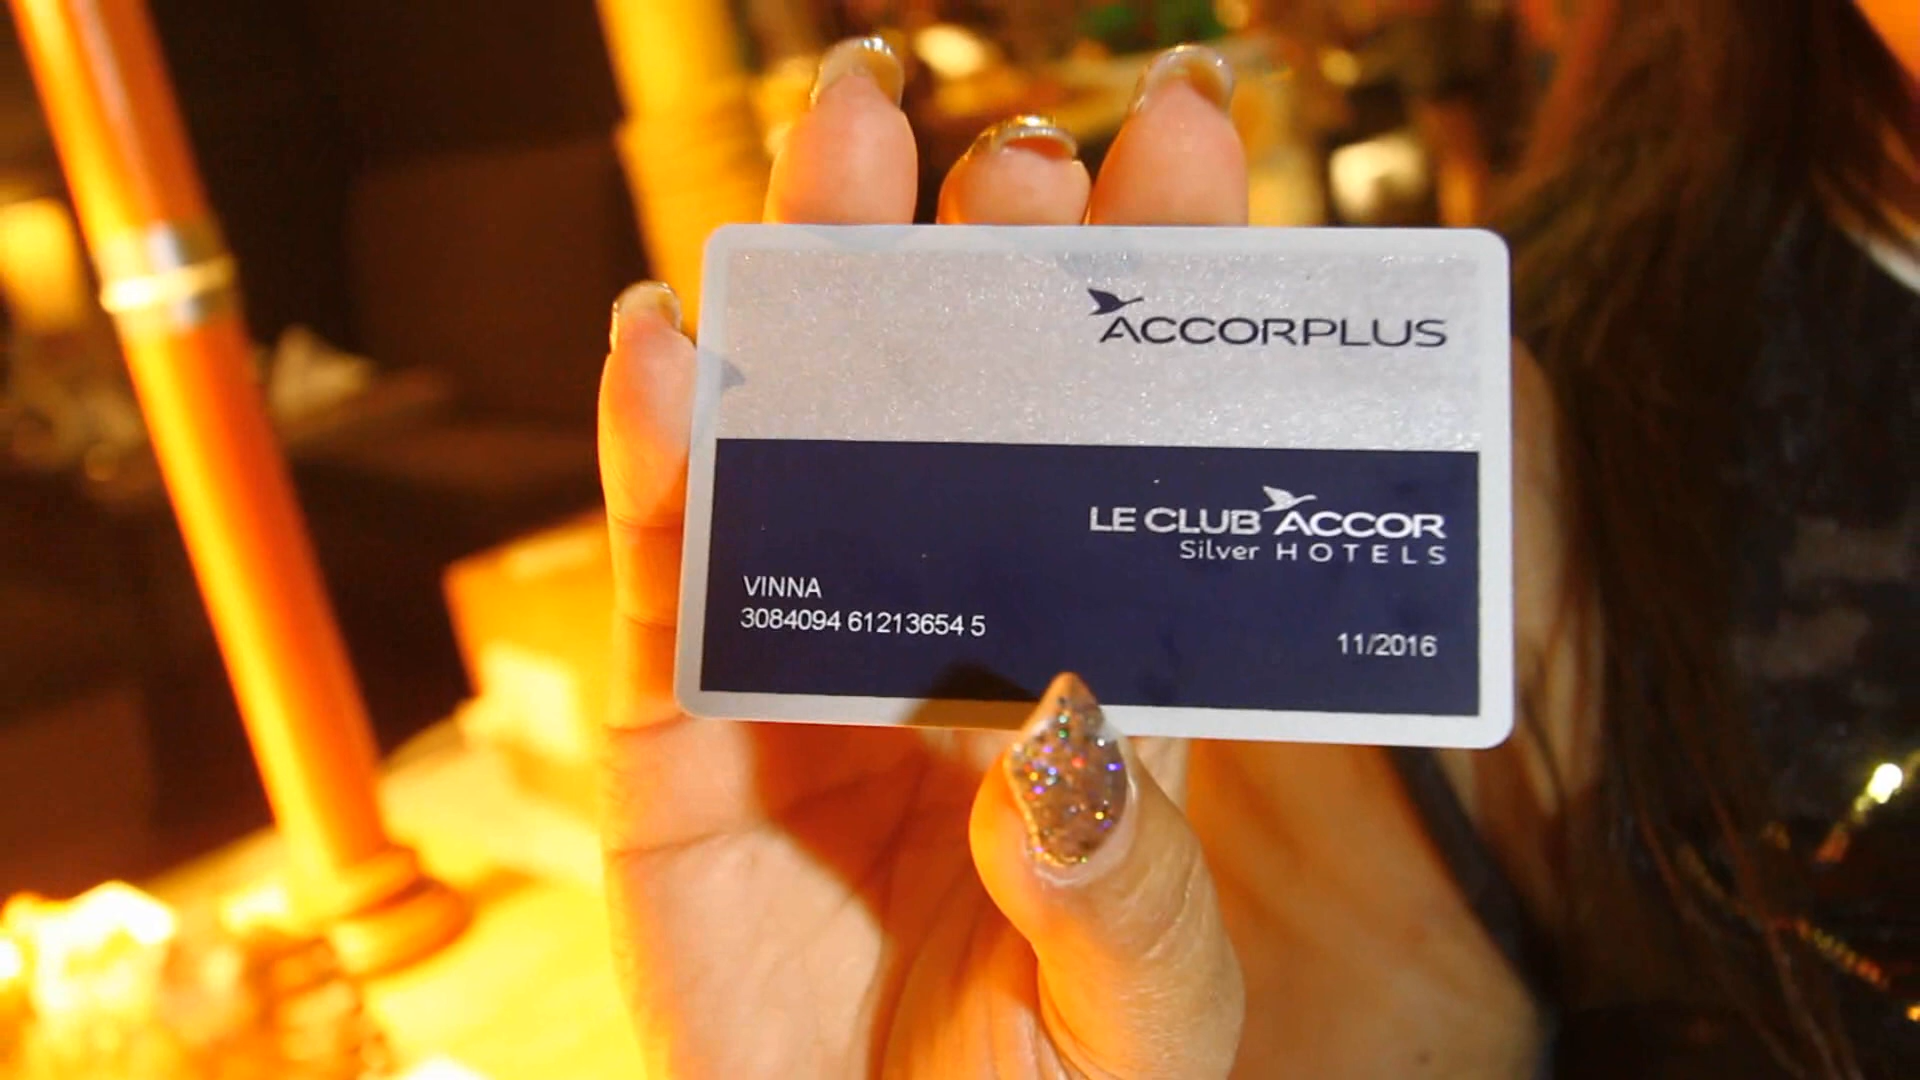 ACCORPLUS
LE CLUB ACCOR
Silver HOTELS
VINNA
3084094 61213654 5
11/2016